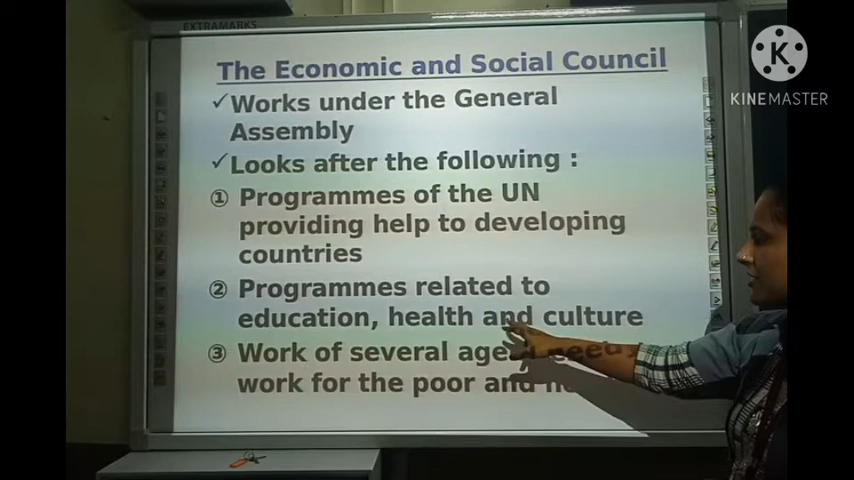 EXTRAMARKS
K
KINEMASTER
The Economic and Social Council
✓Works under the General
Assembly
✓Looks after the following :
① Programmes of the UN
providing help to developing
countries
② Programmes related to
education, health and culture
③ Work of several
work for the poor and